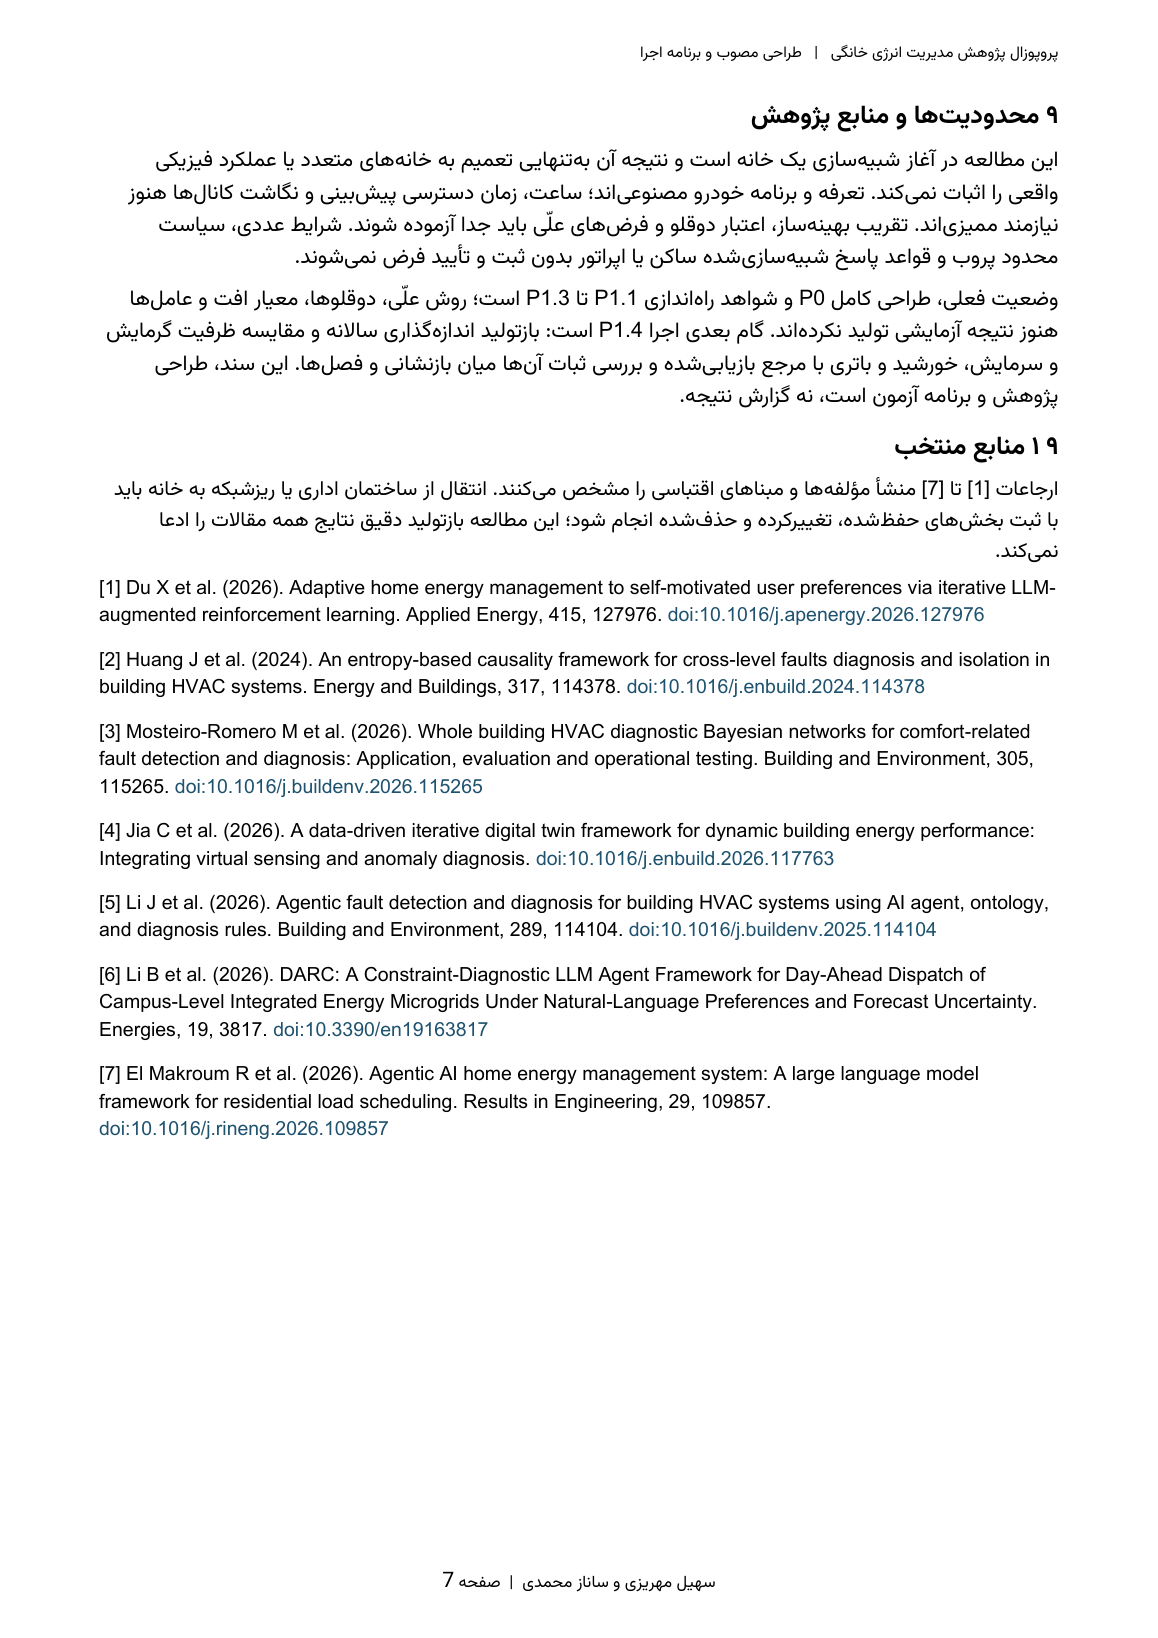 پروپوزال پژوهش مدیریت انرژی خانگی | طراحی مصوب و برنامه اجرا
۹ محدودیت‌ها و منابع پژوهش
این مطالعه در آغاز شبیه‌سازی یک خانه است و نتیجه آن به‌تنهایی تعمیم به خانه‌های متعدد یا عملکرد فیزیکی
واقعی را اثبات نمی‌کند. تعرفه و برنامه خودرو مصنوعی‌اند؛ ساعت، زمان دسترسی پیش‌بینی و نگاشت کانال‌ها هنوز
نیازمند ممیزی‌اند. تقریب بهینه‌ساز، اعتبار دوقلو و فرض‌های علّی باید جدا آزموده شوند. شرایط عددی، سیاست
محدود پروب و قواعد پاسخ شبیه‌سازی‌شده ساکن یا اپراتور بدون ثبت و تأیید فرض نمی‌شوند.
وضعیت فعلی، طراحی کامل P0 و شواهد راه‌اندازی P1.1 تا P1.3 است؛ روش علّی، دوقلوها، معیار افت و عامل‌ها
هنوز نتیجه آزمایشی تولید نکرده‌اند. گام بعدی اجرا P1.4 است: بازتولید اندازه‌گذاری سالانه و مقایسه ظرفیت گرمایش
و سرمایش، خورشید و باتری با مرجع بازیابی‌شده و بررسی ثبات آن‌ها میان بازنشانی و فصل‌ها. این سند، طراحی
پژوهش و برنامه آزمون است، نه گزارش نتیجه.
۱ ۹ منابع منتخب
ارجاعات [1] تا [7] منشأ مؤلفه‌ها و مبناهای اقتباسی را مشخص می‌کنند. انتقال از ساختمان اداری یا ریزشبکه به خانه باید
با ثبت بخش‌های حفظ‌شده، تغییرکرده و حذف‌شده انجام شود؛ این مطالعه بازتولید دقیق نتایج همه مقالات را ادعا
نمی‌کند.
[1] Du X et al. (2026). Adaptive home energy management to self-motivated user preferences via iterative LLM-
augmented reinforcement learning. Applied Energy, 415, 127976. doi:10.1016/j.apenergy.2026.127976
[2] Huang J et al. (2024). An entropy-based causality framework for cross-level faults diagnosis and isolation in
building HVAC systems. Energy and Buildings, 317, 114378. doi:10.1016/j.enbuild.2024.114378
[3] Mosteiro-Romero M et al. (2026). Whole building HVAC diagnostic Bayesian networks for comfort-related
fault detection and diagnosis: Application, evaluation and operational testing. Building and Environment, 305,
115265. doi:10.1016/j.buildenv.2026.115265
[4] Jia C et al. (2026). A data-driven iterative digital twin framework for dynamic building energy performance:
Integrating virtual sensing and anomaly diagnosis. doi:10.1016/j.enbuild.2026.117763
[5] Li J et al. (2026). Agentic fault detection and diagnosis for building HVAC systems using AI agent, ontology,
and diagnosis rules. Building and Environment, 289, 114104. doi:10.1016/j.buildenv.2025.114104
[6] Li B et al. (2026). DARC: A Constraint-Diagnostic LLM Agent Framework for Day-Ahead Dispatch of
Campus-Level Integrated Energy Microgrids Under Natural-Language Preferences and Forecast Uncertainty.
Energies, 19, 3817. doi:10.3390/en19163817
[7] El Makroum R et al. (2026). Agentic AI home energy management system: A large language model
framework for residential load scheduling. Results in Engineering, 29, 109857.
doi:10.1016/j.rineng.2026.109857
سهیل مهریزی و ساناز محمدی | صفحه 7